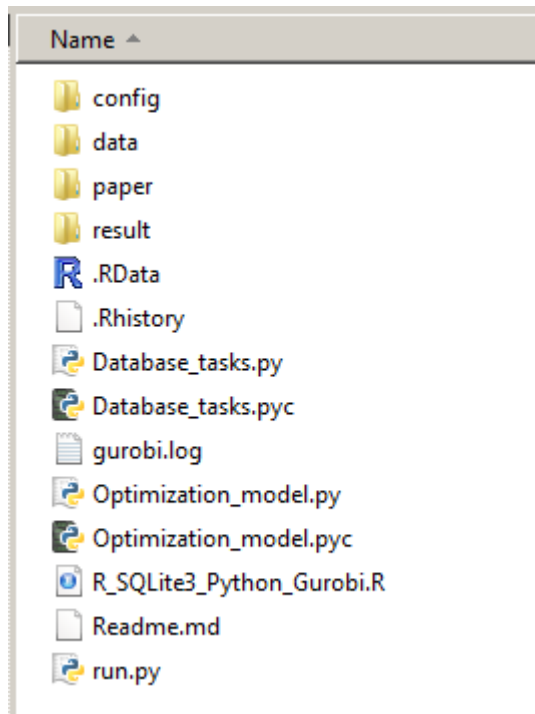 Name
config
data
paper
result
.RData
.Rhistory
Database_tasks.py
Database_tasks.pyc
gurobi.log
Optimization_model.py
Optimization_model.pyc
R_SQLite3_Python_Gurobi.R
Readme.md
run.py